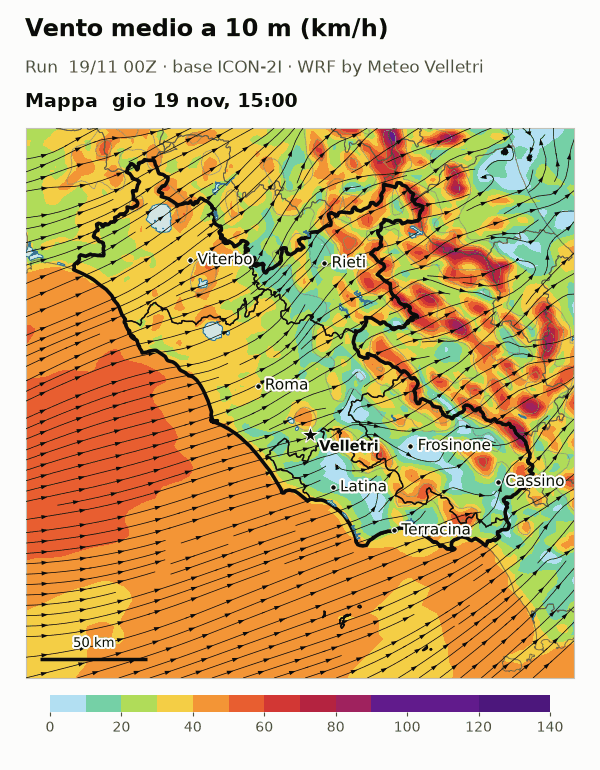 Vento medio a 10 m (km/h)
Run 19/11 00Z · base ICON-2I · WRF by Meteo Velletri
Mappa gio 19 nov, 15:00
Viterbo
Rieti
Roma
Velletri
Frosinone
Latina
Cassino
Terracina
50 km
0 20 40 60 80 100 120 140